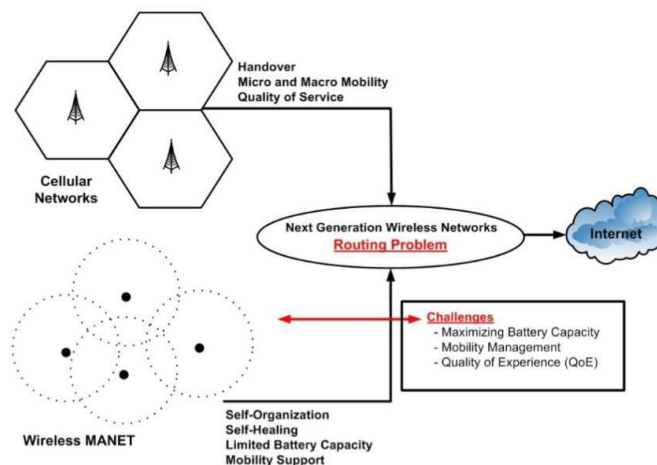 Handover
Micro and Macro Mobility
Quality of Service
Cellular
Networks
Next Generation Wireless Networks
Routing Problem
Internet
Challenges
- Maximizing Battery Capacity
- Mobility Management
- Quality of Experience (QoE)
Self-Organization
Self-Healing
Limited Battery Capacity
Mobility Support
Wireless MANET